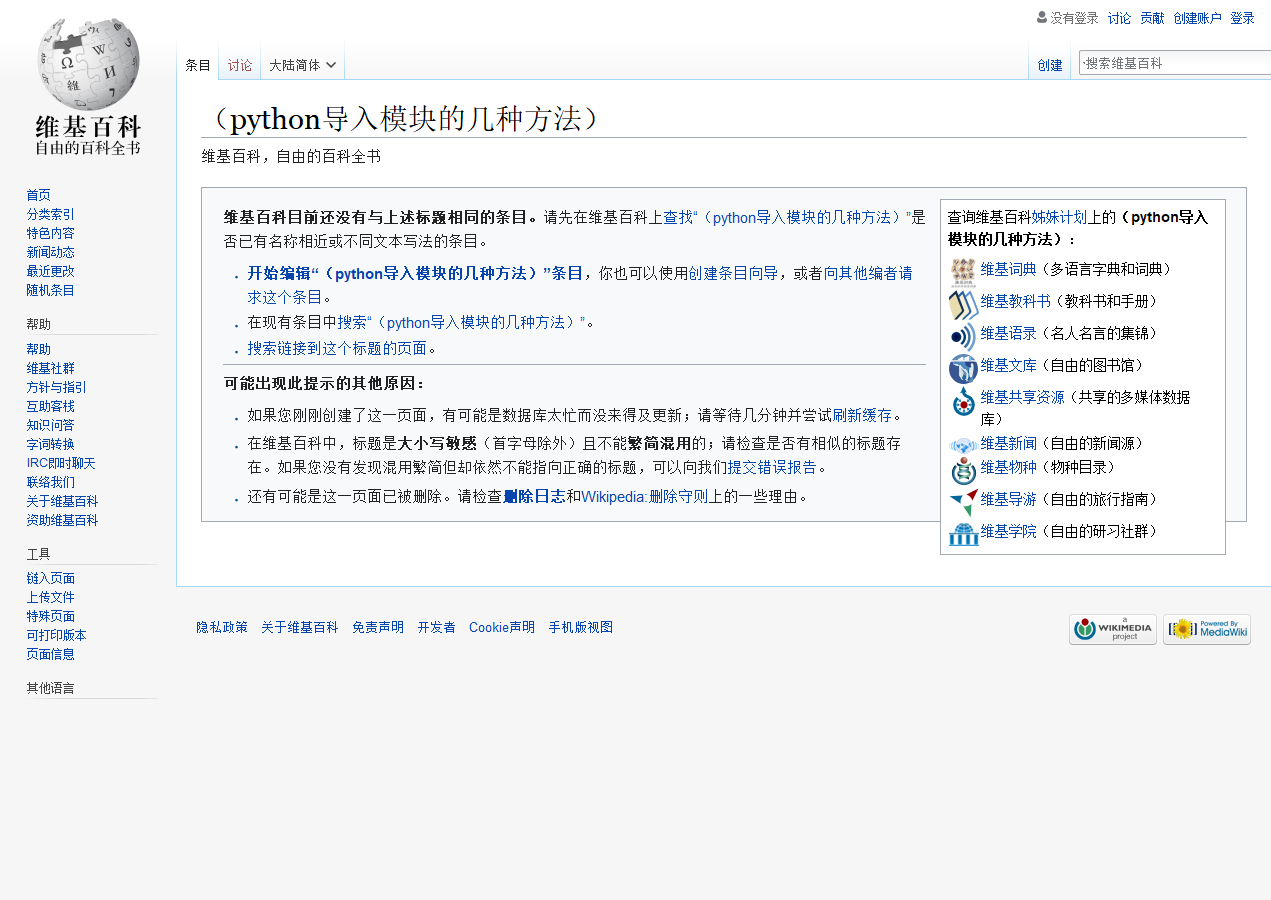 没有登录 讨论 贡献 创建账户 登录
条目 讨论 大陆简体 创建 搜索维基百科
维基百科
自由的百科全书
首页
分类索引
特色内容
新闻动态
最近更改
随机条目
帮助
帮助
维基社群
方针与指引
互助客栈
知识问答
字词转换
IRC即时聊天
联络我们
关于维基百科
资助维基百科
工具
链入页面
上传文件
特殊页面
可打印版本
页面信息
其他语言
（python导入模块的几种方法）
维基百科，自由的百科全书
维基百科目前还没有与上述标题相同的条目。请先在维基百科上查找“（python导入模块的几种方法）”是
否已有名称相近或不同文本写法的条目。
开始编辑“（python导入模块的几种方法）”条目，你也可以使用创建条目向导，或者向其他编者请
求这个条目。
在现有条目中搜索“（python导入模块的几种方法）”。
搜索链接到这个标题的页面。
可能出现此提示的其他原因：
如果您刚刚创建了这一页面，有可能是数据库太忙而没来得及更新；请等待几分钟并尝试刷新缓存。
在维基百科中，标题是大小写敏感（首字母除外）且不能繁简混用的；请检查是否有相似的标题存
在。如果您没有发现混用繁简但却依然不能指向正确的标题，可以向我们提交错误报告。
还有可能是这一页面已被删除。请检查删除日志和Wikipedia:删除守则上的一些理由。
查询维基百科姊妹计划上的（python导入
模块的几种方法）：
维基词典（多语言字典和词典）
维基教科书（教科书和手册）
维基语录（名人名言的集锦）
维基文库（自由的图书馆）
维基共享资源（共享的多媒体数据
库）
维基新闻（自由的新闻源）
维基物种（物种目录）
维基导游（自由的旅行指南）
维基学院（自由的研习社群）
隐私政策 关于维基百科 免责声明 开发者 Cookie声明 手机版视图
a
WIKIMEDIA
project
Powered By
MediaWiki